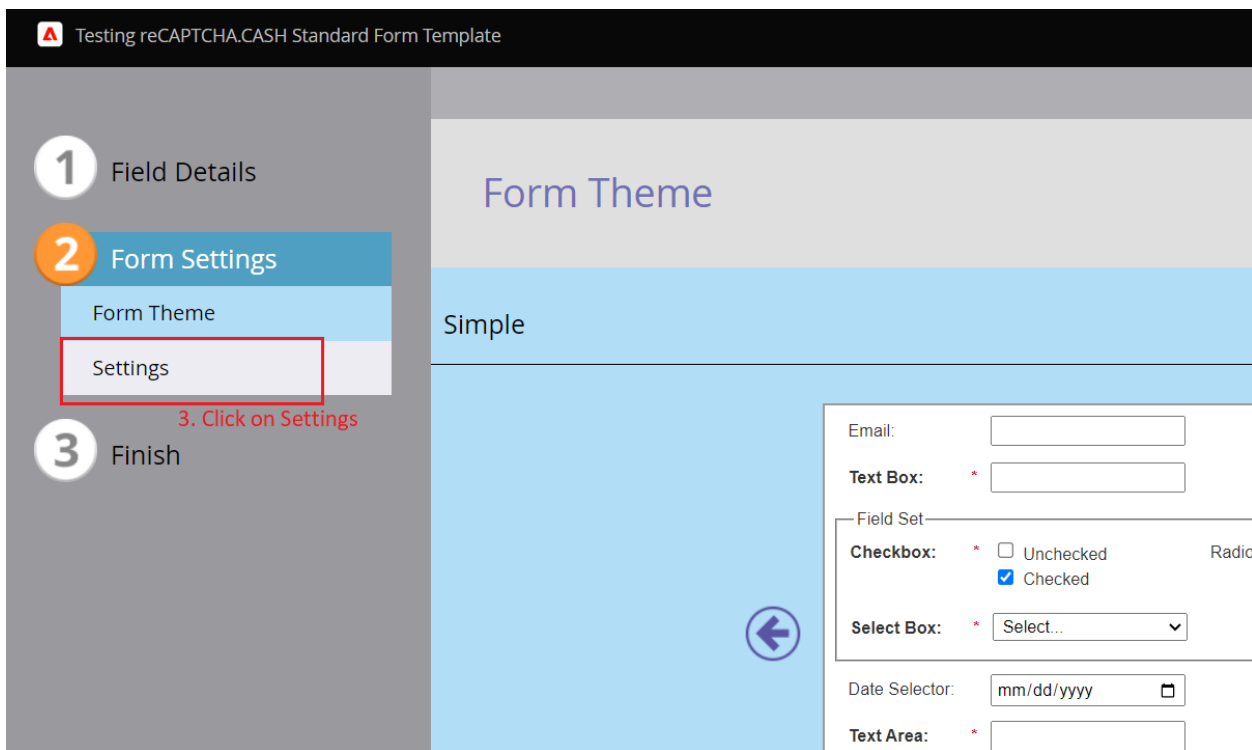 Testing reCAPTCHA.CASH Standard Form Template
1 Field Details
2 Form Settings
Form Theme
Settings
3. Click on Settings
3 Finish
Form Theme
Simple
Email:
Text Box: *
Field Set
Checkbox: * Unchecked Radio
Checked
Select Box: * Select...
Date Selector: mm/dd/yyyy
Text Area: *